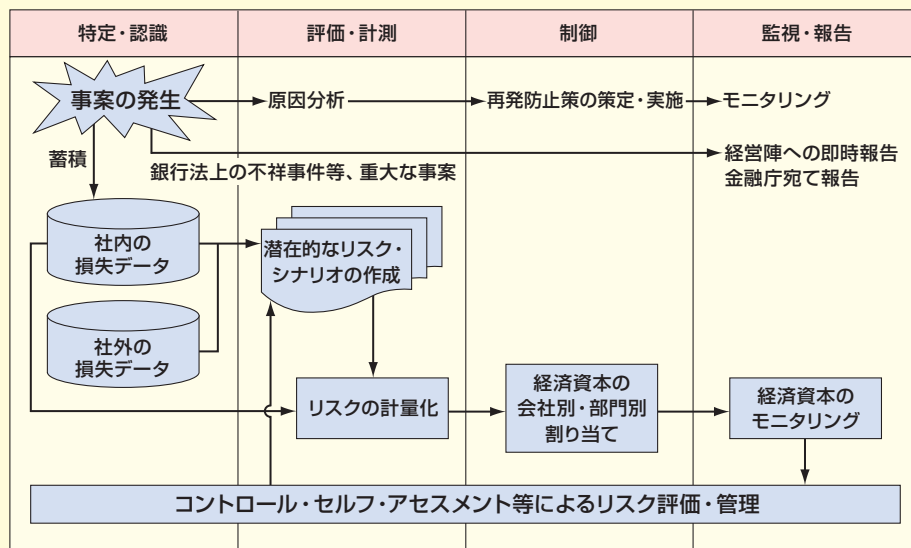 特定・認識
評価・計測
制御
監視・報告
事案の発生
原因分析
再発防止策の策定・実施
モニタリング
蓄積
銀行法上の不祥事件等、重大な事案
経営陣への即時報告
金融庁宛て報告
社内の
損失データ
潜在的なリスク・
シナリオの作成
社外の
損失データ
リスクの計量化
経済資本の
会社別・部門別
割り当て
経済資本の
モニタリング
コントロール・セルフ・アセスメント等によるリスク評価・管理